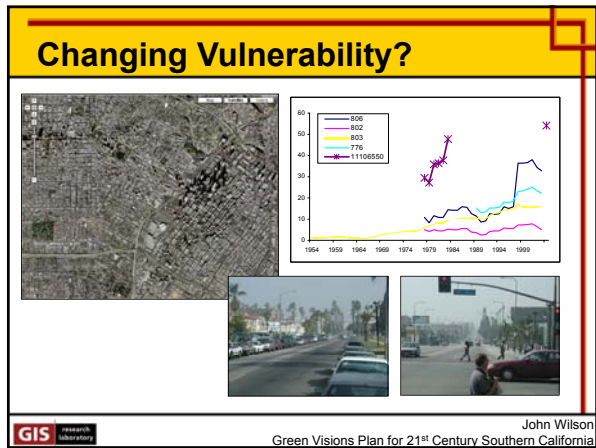 Changing Vulnerability?
60
50
40
30
20
10
0
806
802
803
776
11106550
1954 1959 1964 1969 1974 1979 1984 1989 1994 1999
GIS research laboratory
John Wilson
Green Visions Plan for 21st Century Southern California